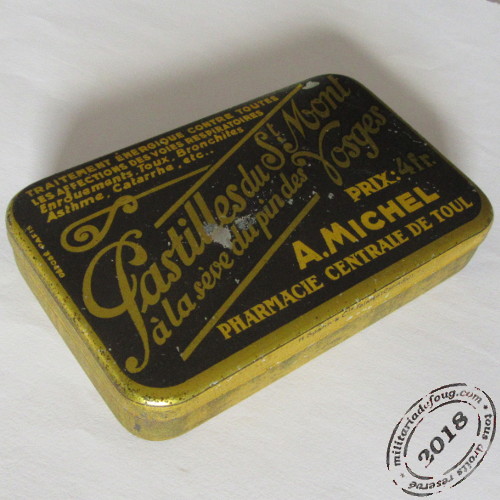 TRAITEMENT ÉNERGIQUE CONTRE TOUTES
LES AFFECTIONS DES VOIES RESPIRATOIRES
Enrouements, Toux, Bronchites
Asthme, Catarrhe, etc..
Pastilles du St Mont
à la sève du pin des Vosges
PRIX: 4 fr.
A. MICHEL
PHARMACIE CENTRALE DE TOUL
militariadefoug.com
tous droits reservé
2018